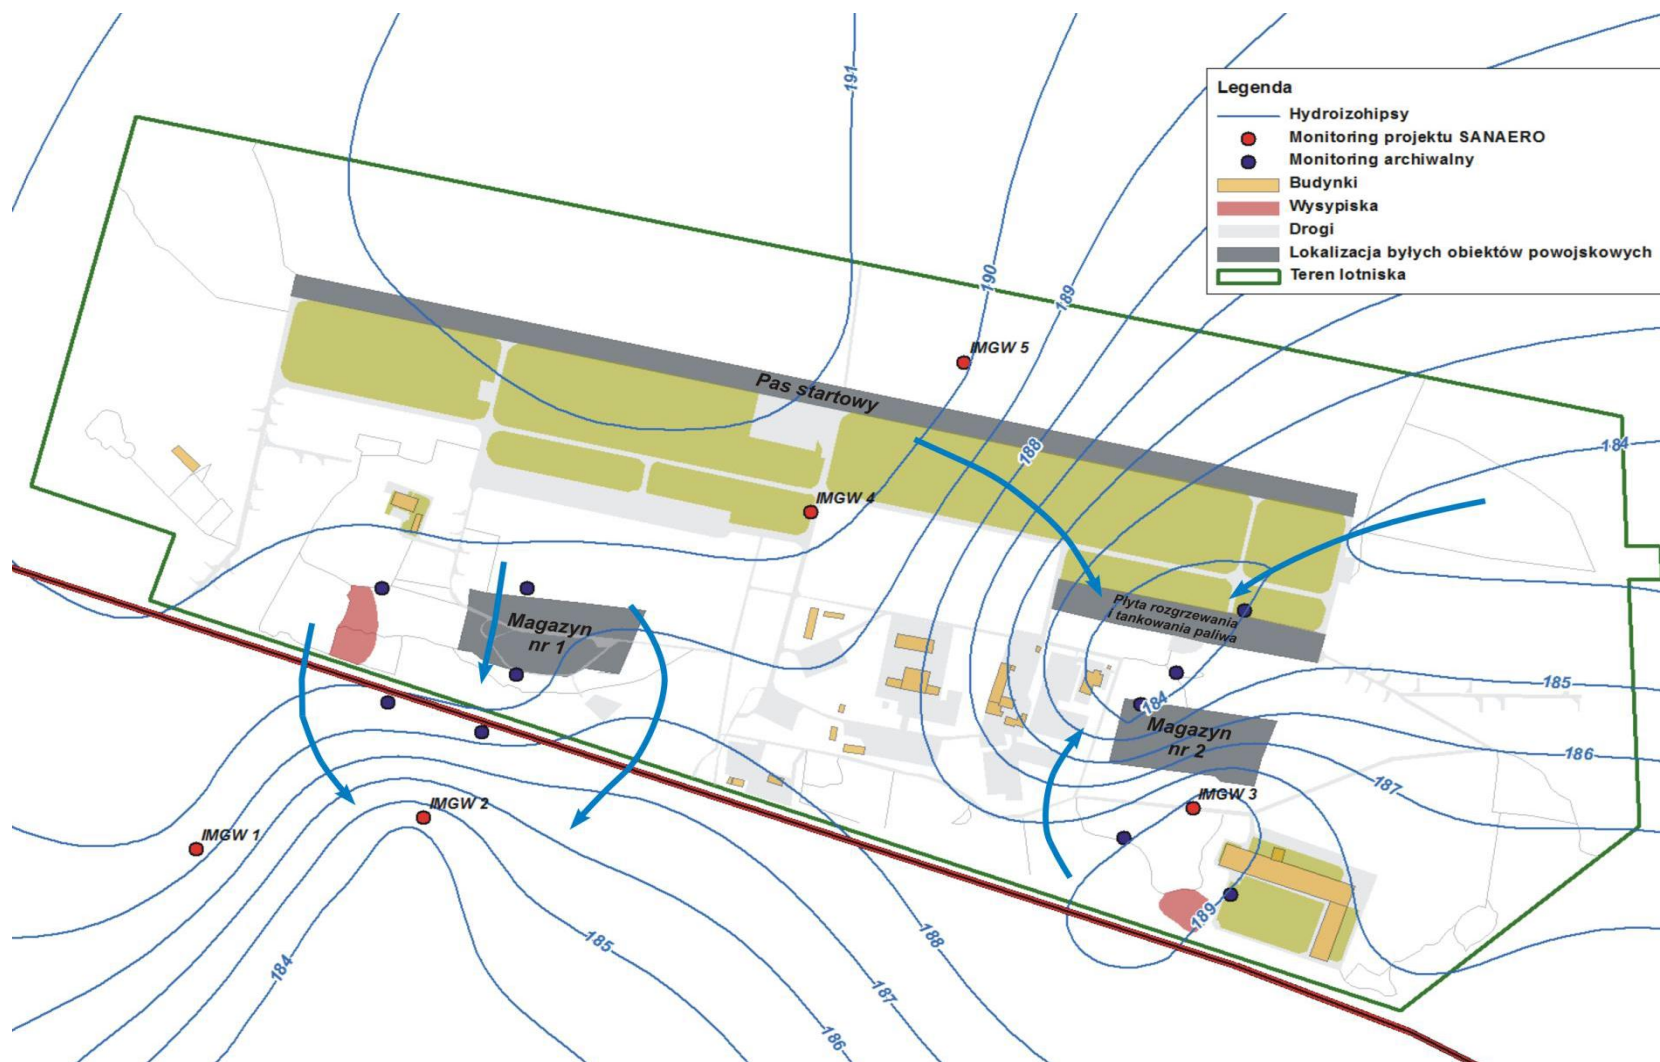 191
Legenda
Hydroizohipsy
Monitoring projektu SANAERO
Monitoring archiwalny
Budynki
Wysypiska
Drogi
Lokalizacja byłych obiektów powojskowych
Teren lotniska
190
189
IMGW 5
Pas startowy
188
184
IMGW 4
Płyta rozgrzewania
i tankowania paliwa
Magazyn
nr 1
185
184
Magazyn
nr 2
186
187
IMGW 3
IMGW 2
IMGW 1
189
188
185
184
187
186